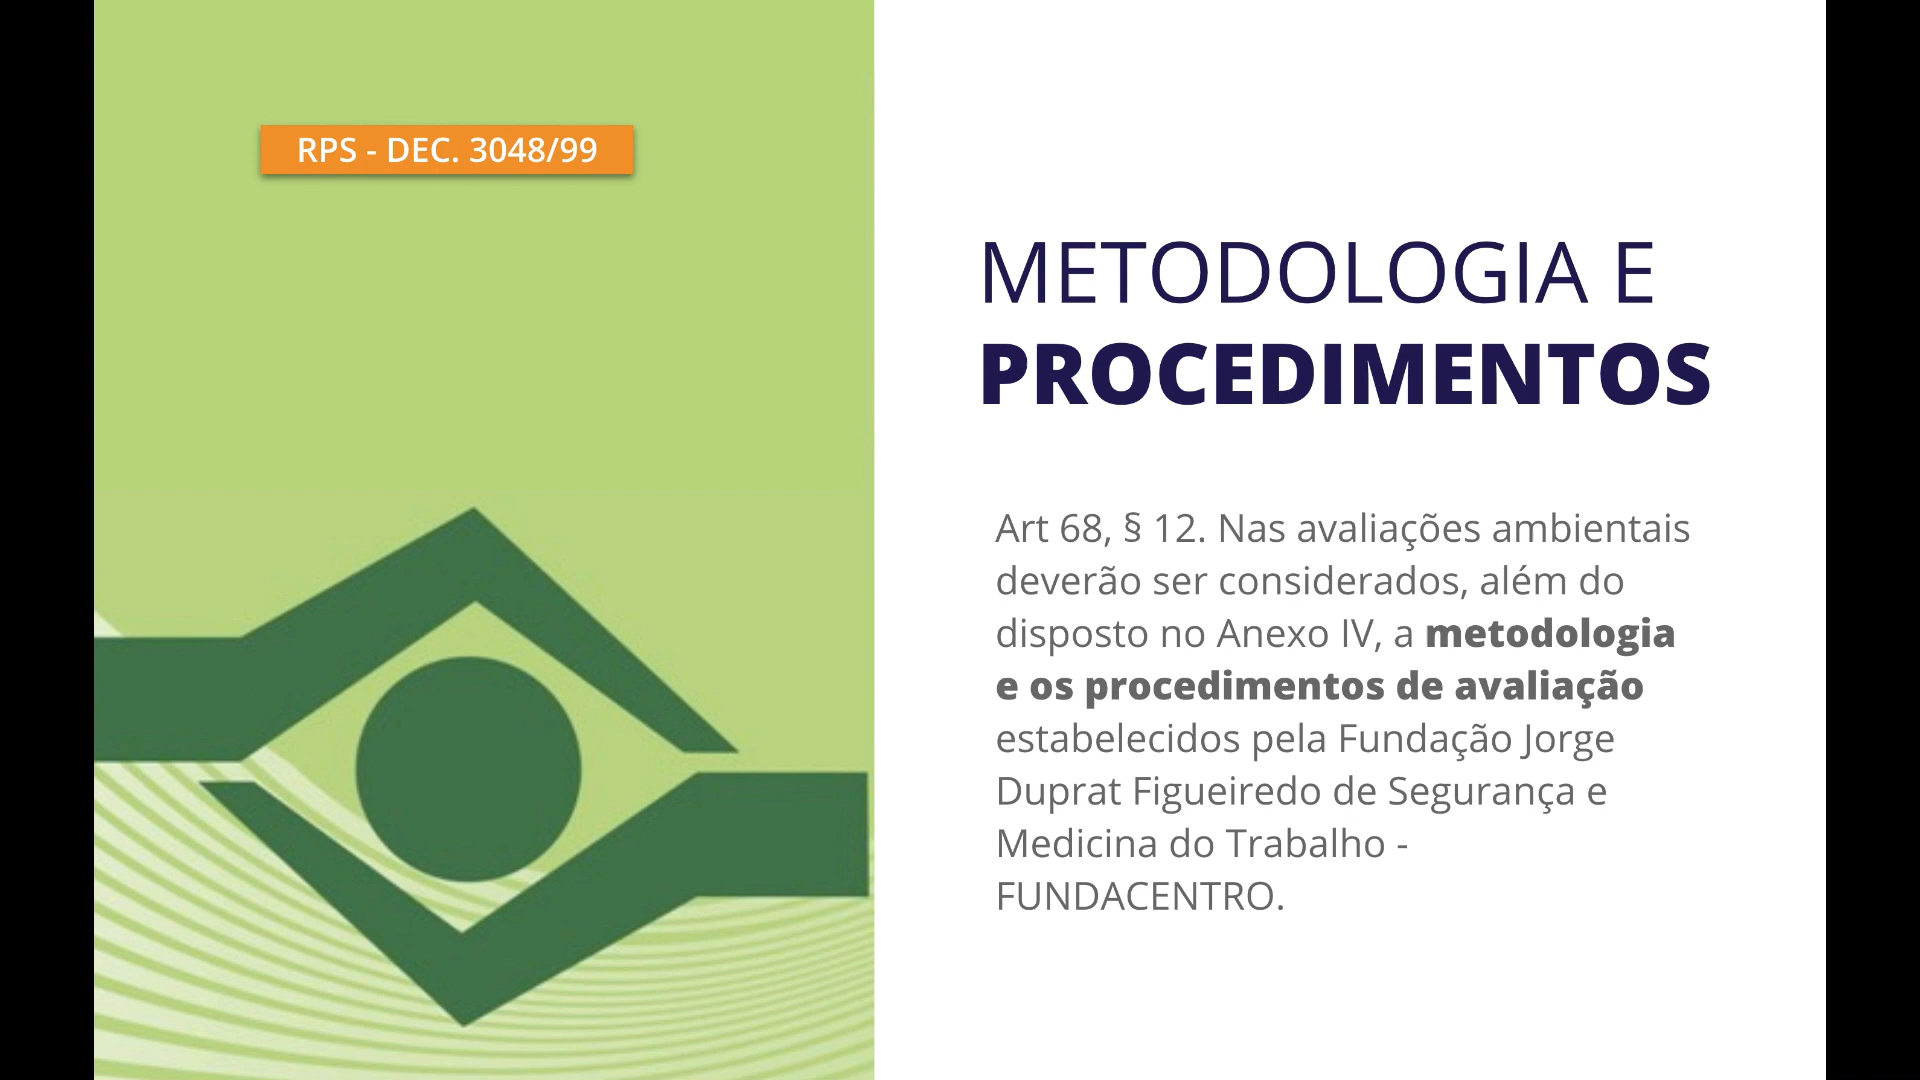 RPS - DEC. 3048/99
METODOLOGIA E
PROCEDIMENTOS
Art 68, § 12. Nas avaliações ambientais
deverão ser considerados, além do
disposto no Anexo IV, a metodologia
e os procedimentos de avaliação
estabelecidos pela Fundação Jorge
Duprat Figueiredo de Segurança e
Medicina do Trabalho -
FUNDACENTRO.